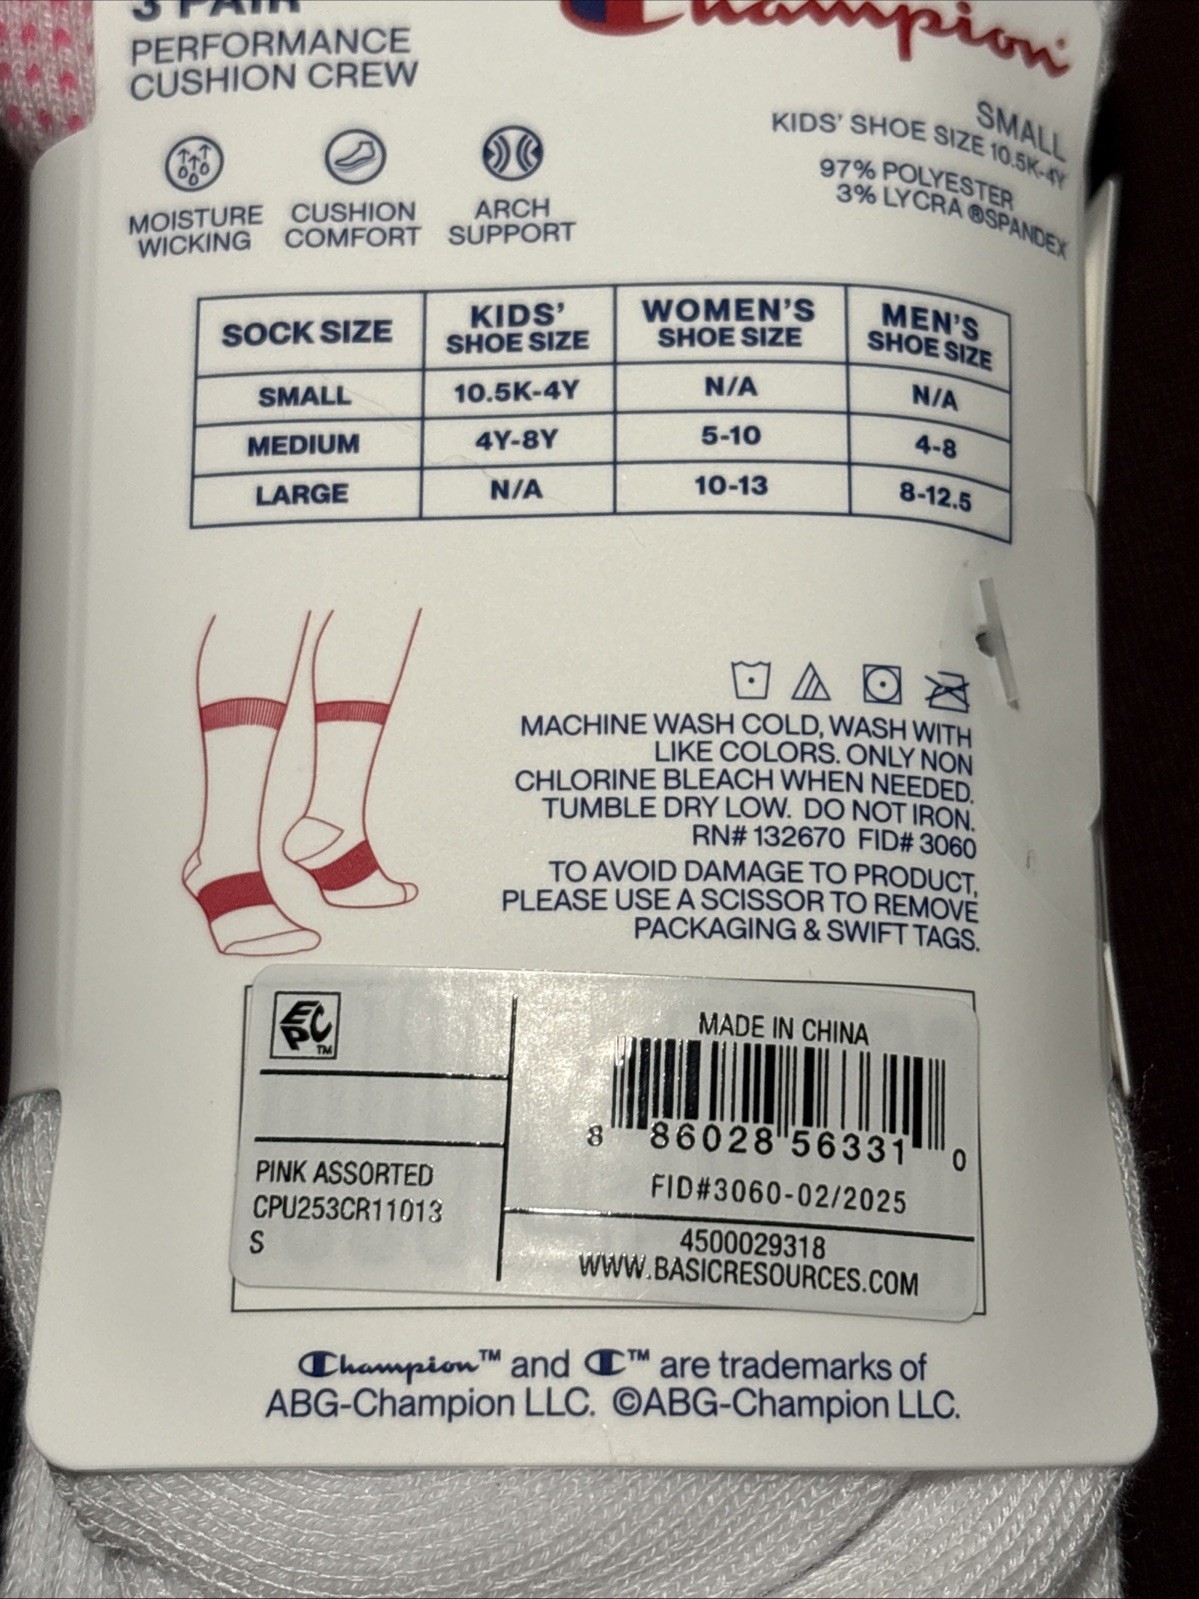 3 PAIR
PERFORMANCE
CUSHION CREW
Champion
SMALL
KIDS' SHOE SIZE 10.5K-4Y
97% POLYESTER
3% LYCRA ®SPANDEX
MOISTURE WICKING
CUSHION COMFORT
ARCH SUPPORT
SOCK SIZE KIDS' SHOE SIZE WOMEN'S SHOE SIZE MEN'S SHOE SIZE
SMALL 10.5K-4Y N/A N/A
MEDIUM 4Y-8Y 5-10 4-8
LARGE N/A 10-13 8-12.5
MACHINE WASH COLD, WASH WITH
LIKE COLORS. ONLY NON
CHLORINE BLEACH WHEN NEEDED.
TUMBLE DRY LOW. DO NOT IRON.
RN# 132670 FID# 3060
TO AVOID DAMAGE TO PRODUCT,
PLEASE USE A SCISSOR TO REMOVE
PACKAGING & SWIFT TAGS.
EPC TM
PINK ASSORTED
CPU253CR11013
S
MADE IN CHINA
8 86028 56331 0
FID#3060-02/2025
4500029318
WWW.BASICRESOURCES.COM
Champion™ and C™ are trademarks of
ABG-Champion LLC. ©ABG-Champion LLC.